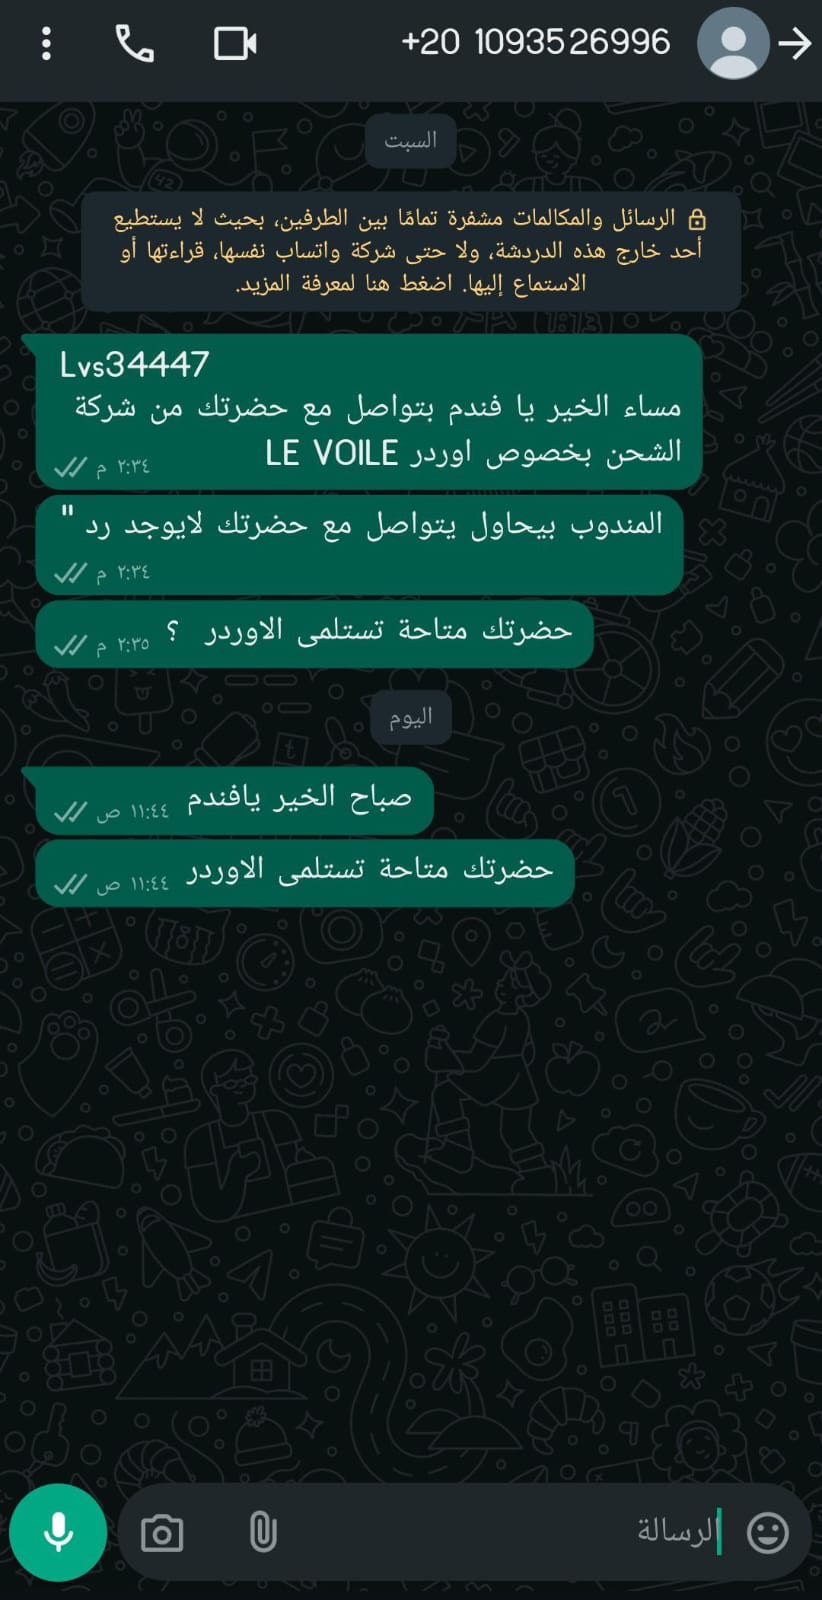 +20 1093526996
السبت
الرسائل والمكالمات مشفرة تمامًا بين الطرفين، بحيث لا يستطيع
أحد خارج هذه الدردشة، ولا حتى شركة واتساب نفسها، قراءتها أو
الاستماع إليها. اضغط هنا لمعرفة المزيد.
Lvs34447
مساء الخير يا فندم بتواصل مع حضرتك من شركة
الشحن بخصوص اوردر LE VOILE
٢:٣٤ م
المندوب بيحاول يتواصل مع حضرتك لايوجد رد "
٢:٣٤ م
حضرتك متاحة تستلمى الاوردر ؟
٢:٣٥ م
اليوم
صباح الخير يافندم
١١:٤٤ ص
حضرتك متاحة تستلمى الاوردر
١١:٤٤ ص
الرسالة